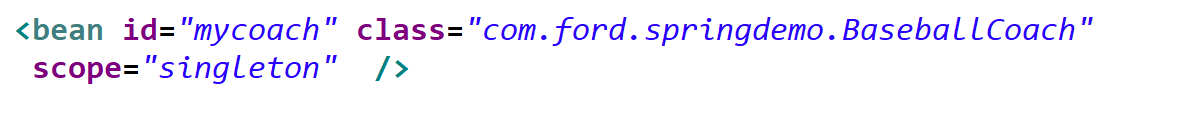 <bean id="mycoach" class="com.ford.springdemo.BaseballCoach"
scope="singleton"  />